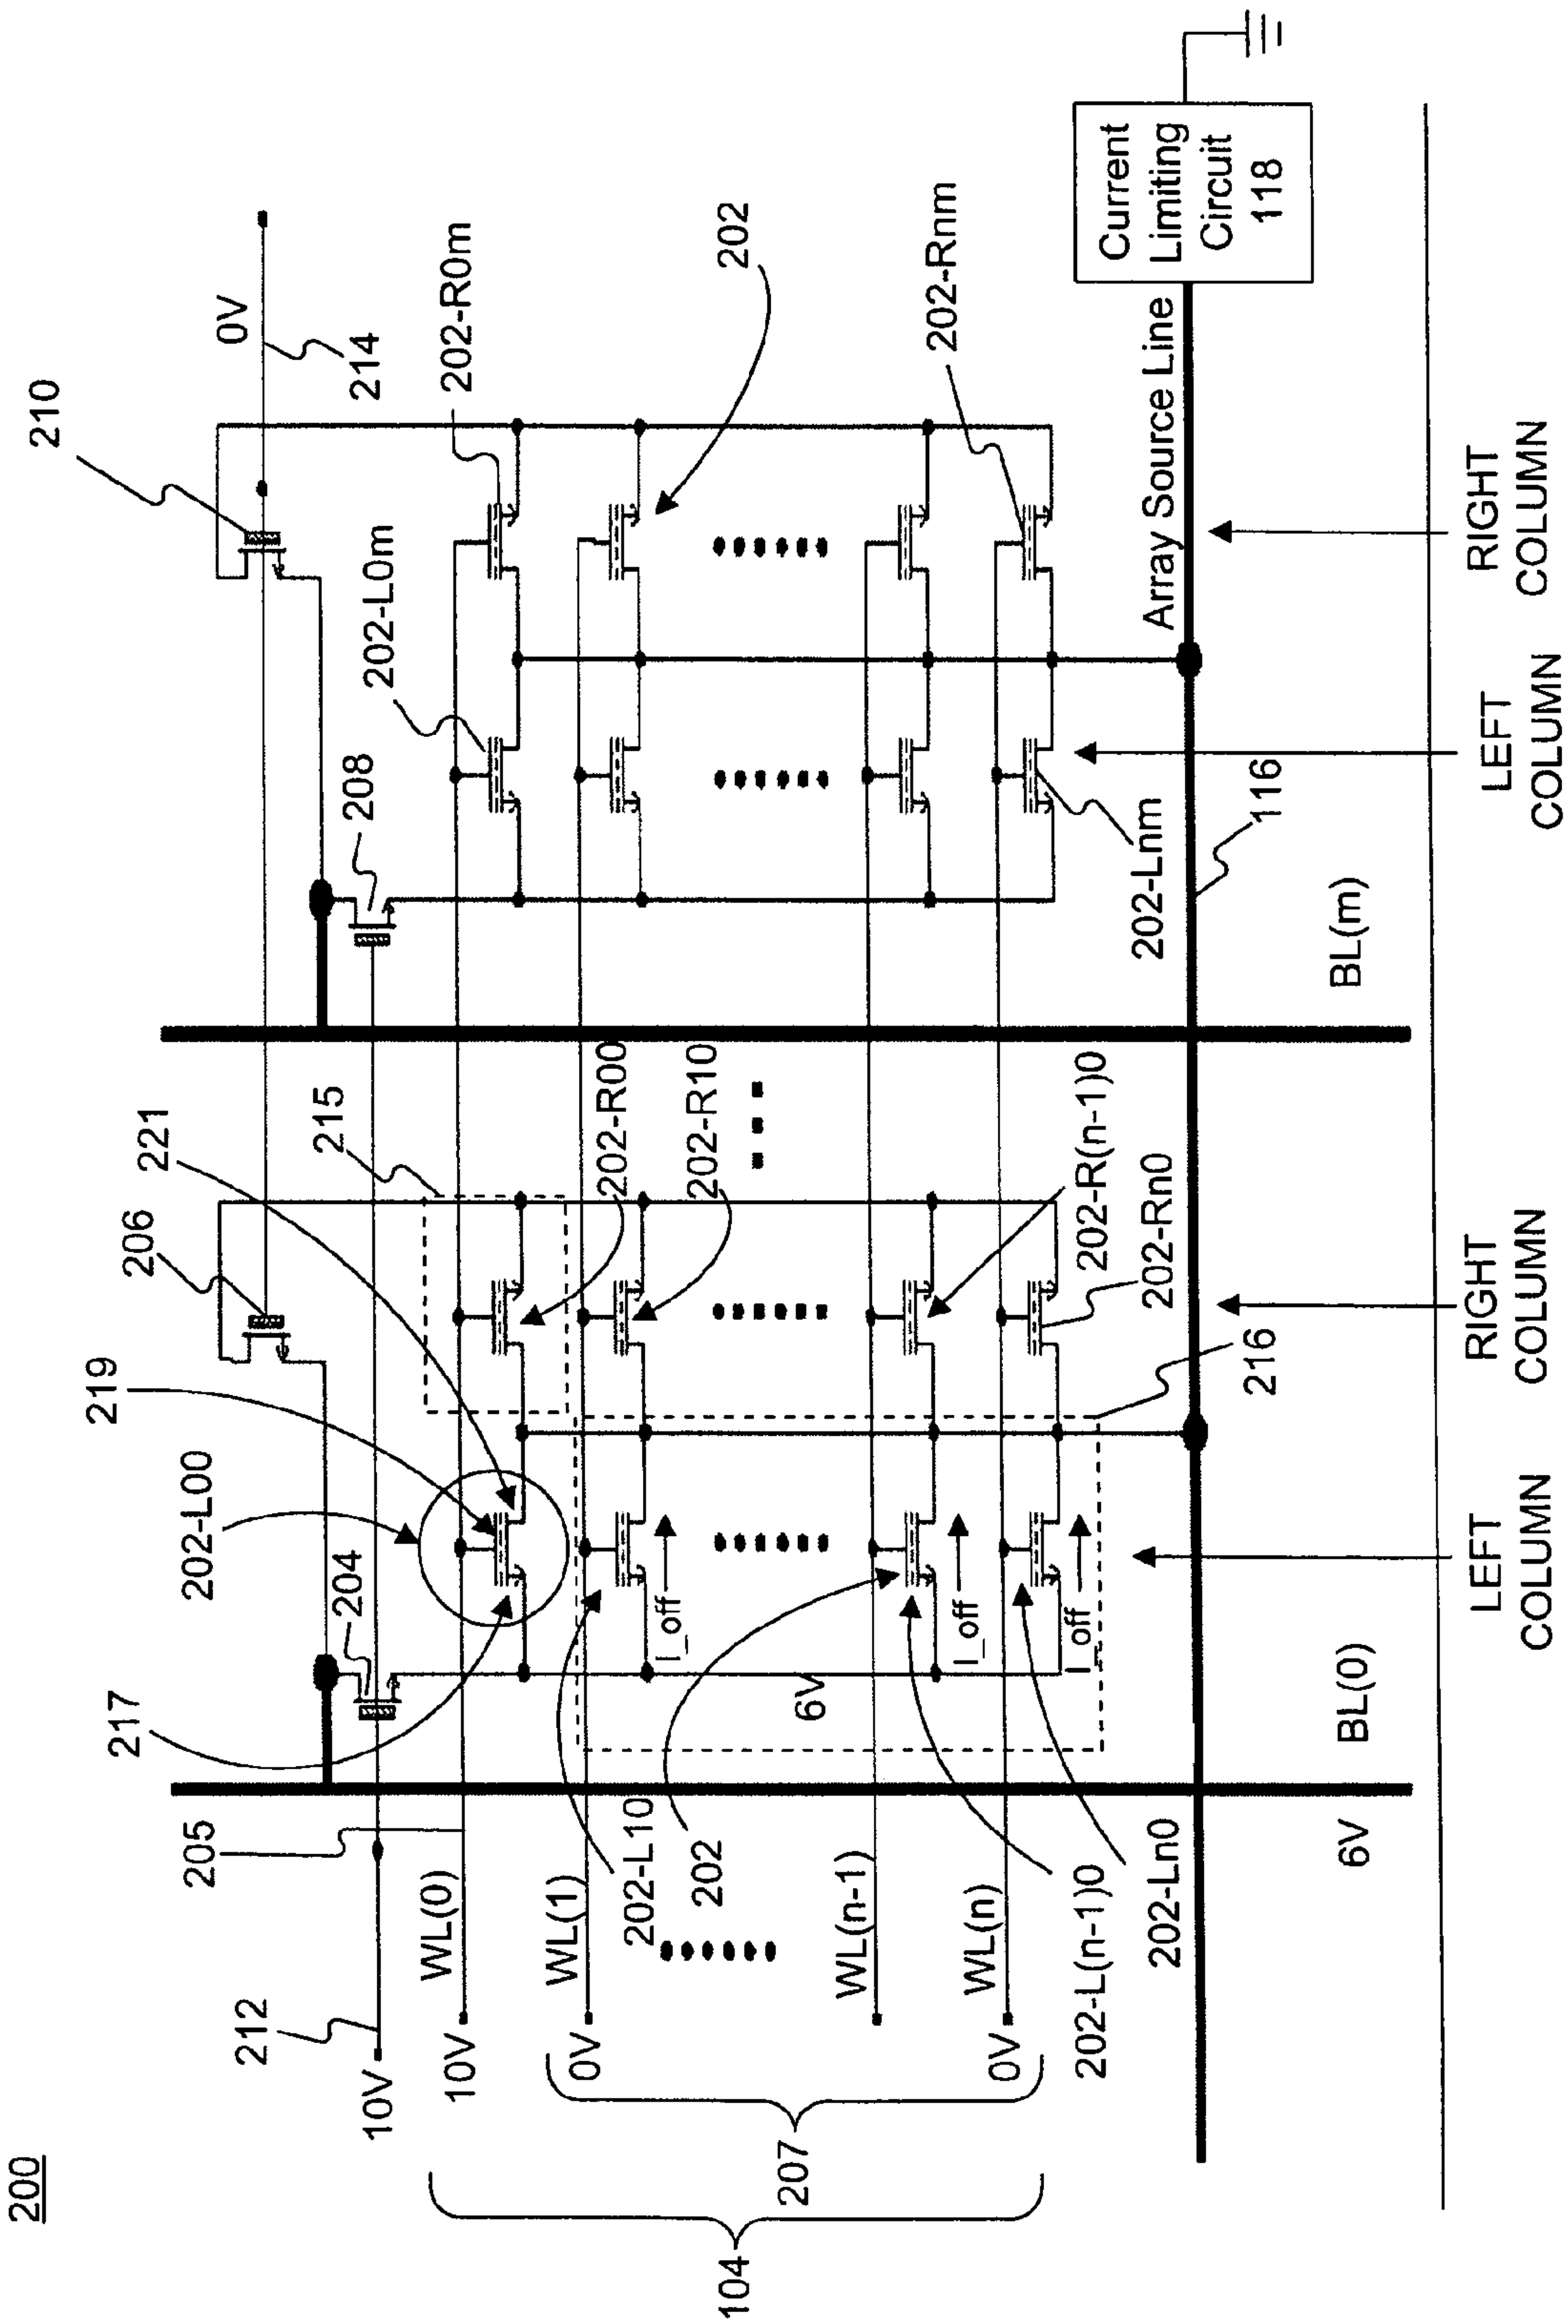 200
212
10V
205
WL(0)
10V
WL(1)
0V
202-L10
202
WL(n-1)
WL(n)
0V
202-L(n-1)0
202-Ln0
207
104
6V
BL(0)
217
202-L00
204
219
206
221
215
202-R00
202-R10
202-R(n-1)0
202-Rn0
216
6V
I_off
I_off
I_off
LEFT
COLUMN
RIGHT
COLUMN
BL(m)
208
202-L0m
210
0V
214
202-R0m
202
202-Rnm
202-Lnm
116
Array Source Line
Current
Limiting
Circuit
118
LEFT
COLUMN
RIGHT
COLUMN